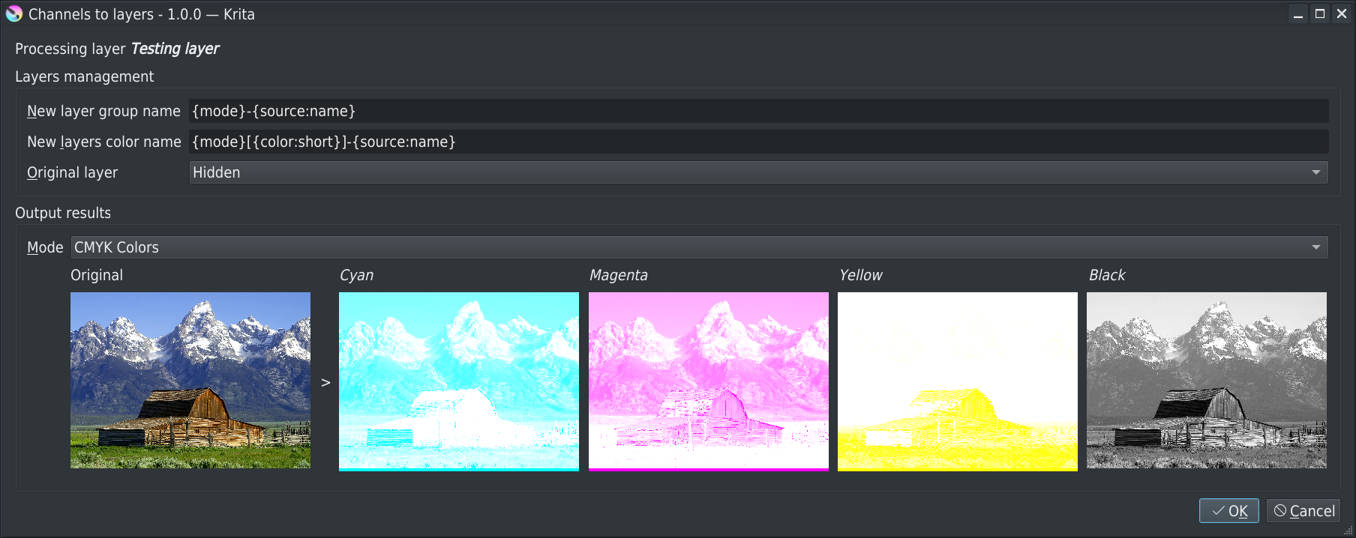 Channels to layers - 1.0.0 — Krita
Processing layer Testing layer
Layers management
New layer group name {mode}-{source:name}
New layers color name {mode}[{color:short}]-{source:name}
Original layer Hidden
Output results
Mode CMYK Colors
Original Cyan Magenta Yellow Black
>
OK Cancel